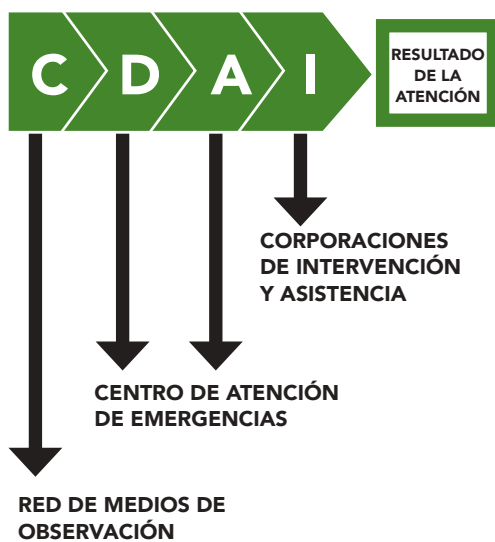 C D A I
RESULTADO
DE LA
ATENCIÓN
CORPORACIONES
DE INTERVENCIÓN
Y ASISTENCIA
CENTRO DE ATENCIÓN
DE EMERGENCIAS
RED DE MEDIOS DE
OBSERVACIÓN